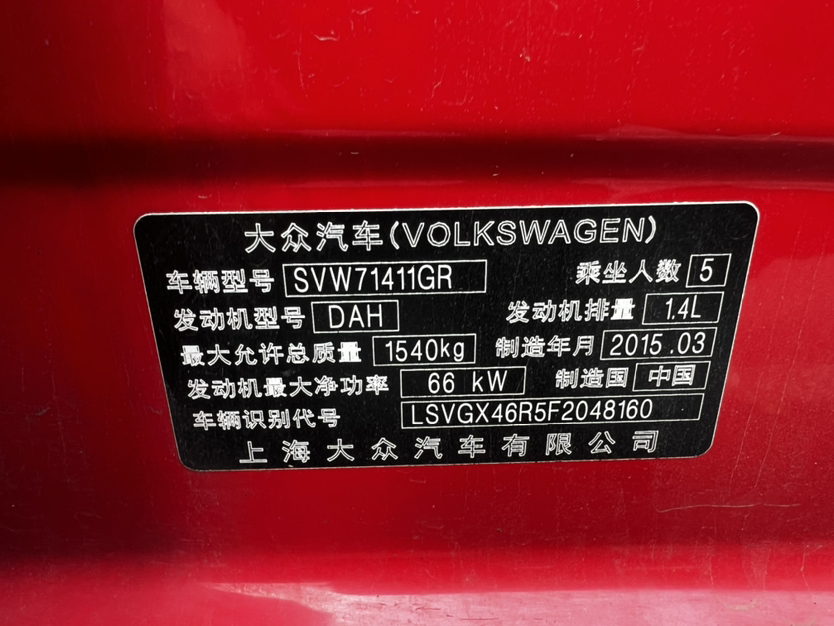 大众汽车(VOLKSWAGEN)
车辆型号 SVW71411GR 乘坐人数 5
发动机型号 DAH 发动机排量 1.4L
最大允许总质量 1540kg 制造年月 2015.03
发动机最大净功率 66 kW 制造国 中国
车辆识别代号 LSVGX46R5F2048160
上海大众汽车有限公司